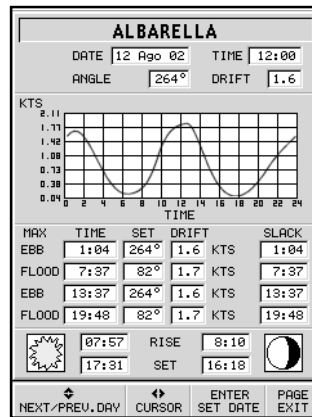 ALBARELLA
DATE 12 Ago 02 TIME 12:00
ANGLE 264° DRIFT 1.6
KTS
2.11
1.77
1.42
1.08
0.73
0.38
0.04
0 2 4 6 8 10 12 14 16 18 20 22 24
TIME
MAX TIME SET DRIFT SLACK
EBB 1:04 264° 1.6 KTS 1:04
FLOOD 7:37 82° 1.7 KTS 7:37
EBB 13:37 264° 1.6 KTS 13:37
FLOOD 19:48 82° 1.7 KTS 19:48
07:57 RISE 8:10
17:31 SET 16:18
NEXT/PREV.DAY CURSOR ENTER SET DATE PAGE EXIT